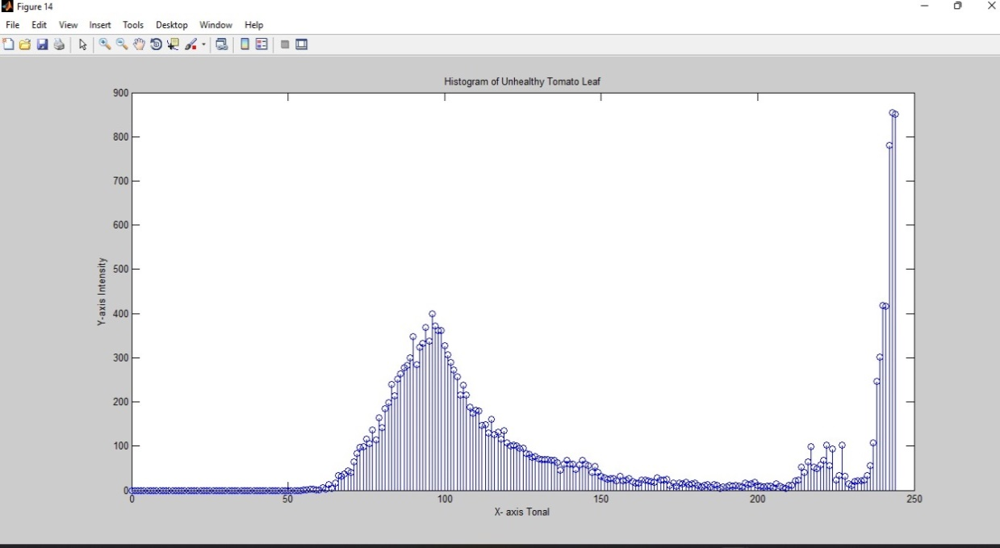 Figure 14
File Edit View Insert Tools Desktop Window Help
Histogram of Unhealthy Tomato Leaf
900
800
700
600
500
400
300
200
100
0
Y-axis Intensity
0 50 100 150 200 250
X- axis Tonal